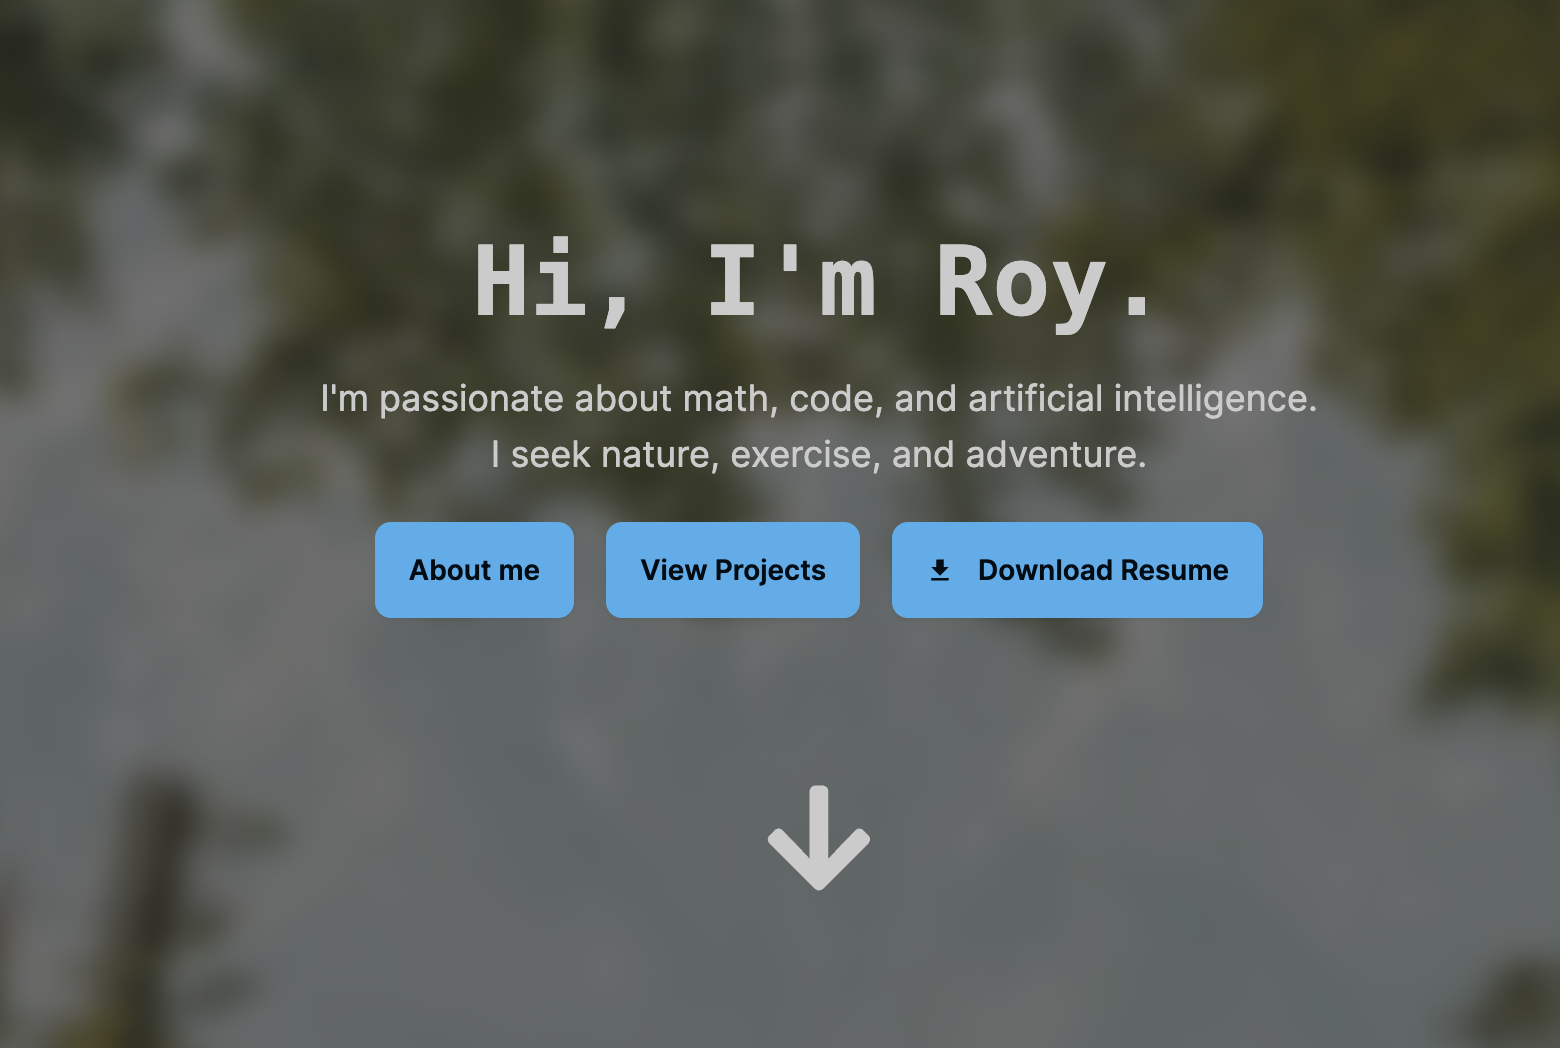 Hi, I'm Roy.
I'm passionate about math, code, and artificial intelligence.
I seek nature, exercise, and adventure.
About me
View Projects
Download Resume